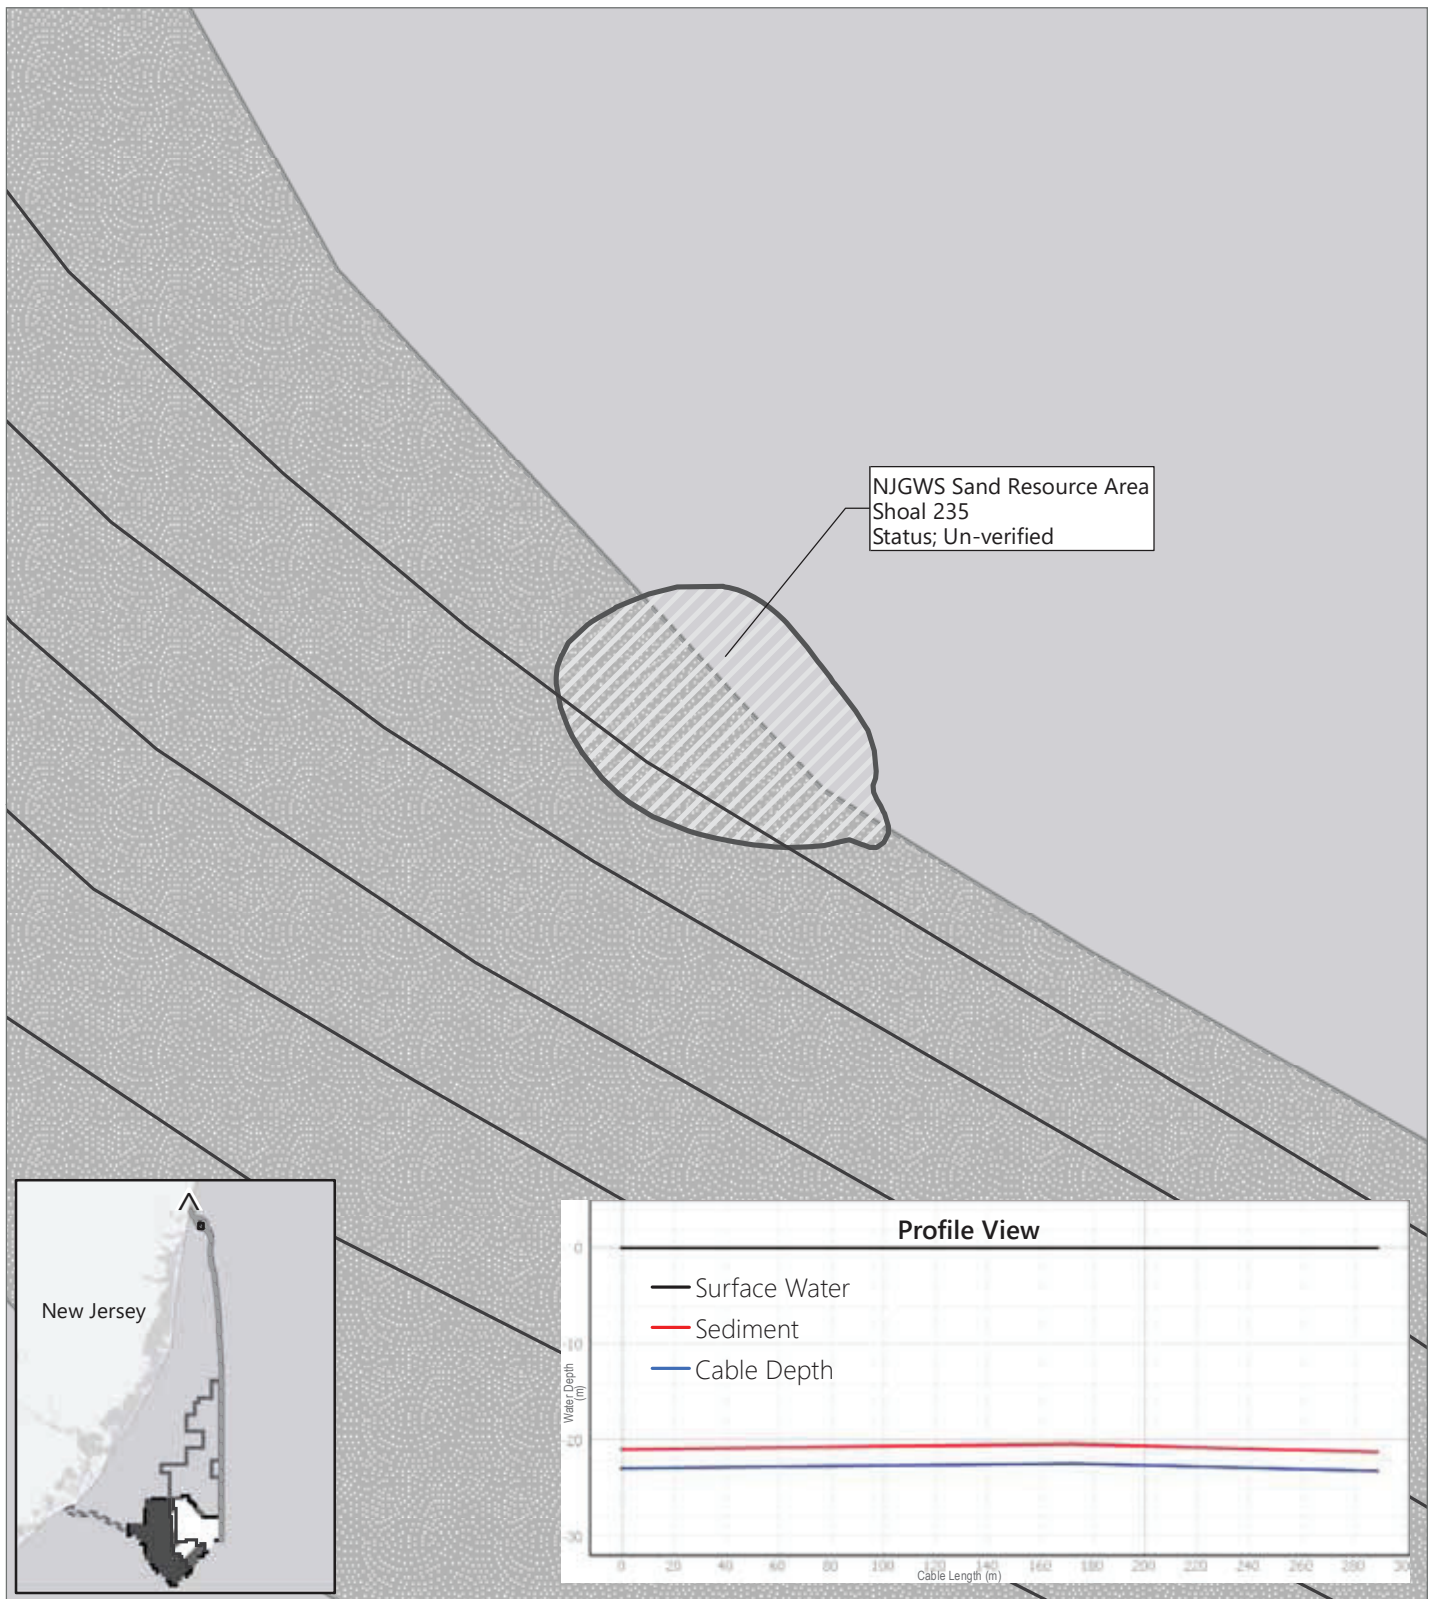 NJGWS Sand Resource Area
Shoal 235
Status; Un-verified
New Jersey
Profile View
Surface Water
Sediment
Cable Depth
Water Depth
(m)
0
-10
-20
-30
0 20 40 60 80 100 120 140 160 180 200 220 240 260 280 300
Cable Length (m)